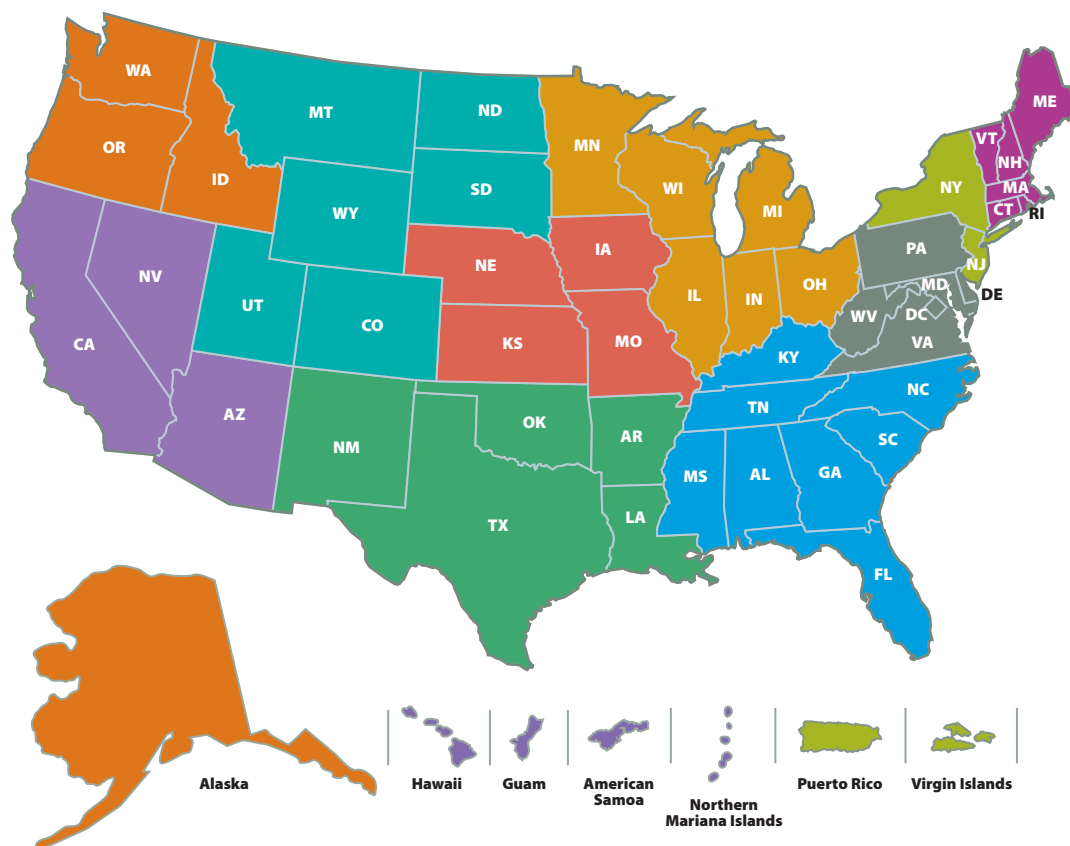 WA
MT
ND
MN
ME
VT
NH
OR
ID
SD
WI
NY
MA
WY
MI
CT
RI
NV
NE
IA
PA
NJ
UT
CO
IL
IN
OH
MD
DE
CA
KS
MO
WV
DC
VA
KY
AZ
NM
OK
AR
TN
NC
SC
MS
AL
GA
TX
LA
FL
Alaska
Hawaii
Guam
American
Samoa
Northern
Mariana Islands
Puerto Rico
Virgin Islands